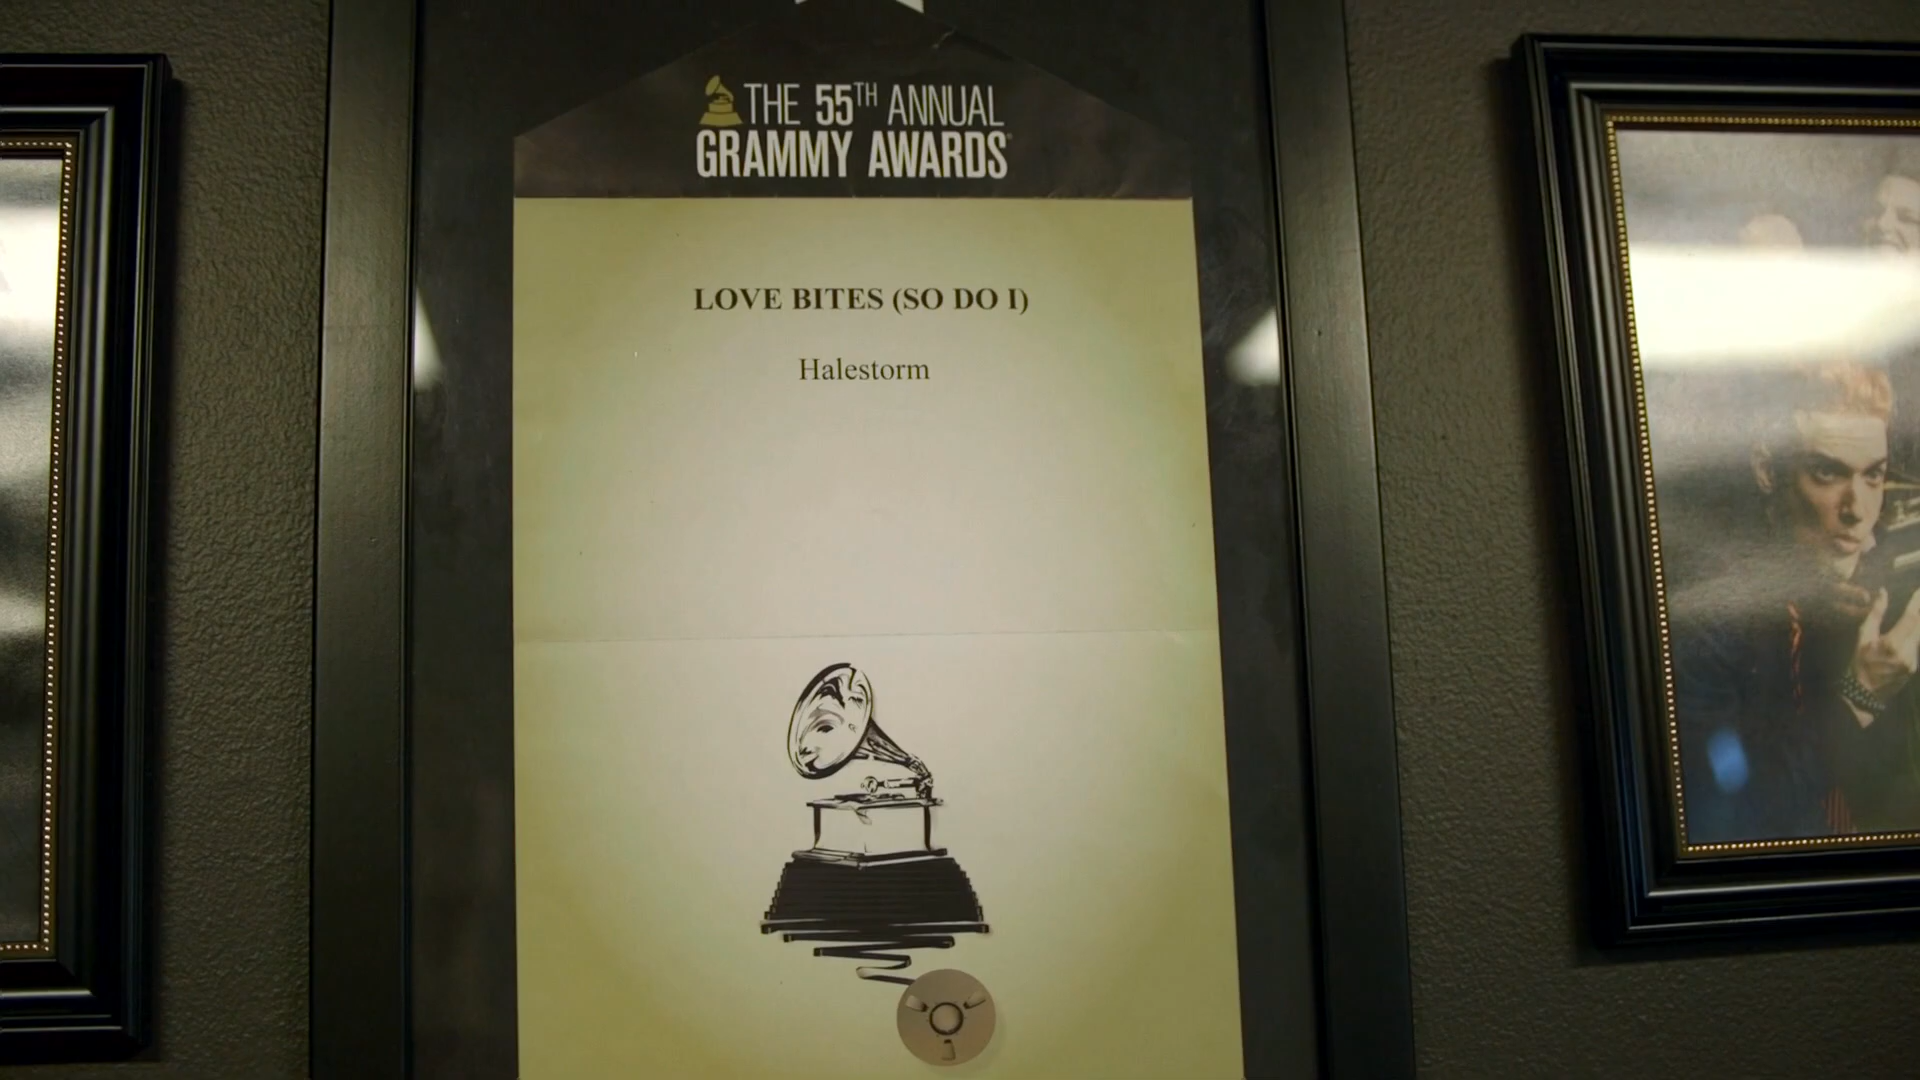 THE 55TH ANNUAL
GRAMMY AWARDS
LOVE BITES (SO DO I)
Halestorm